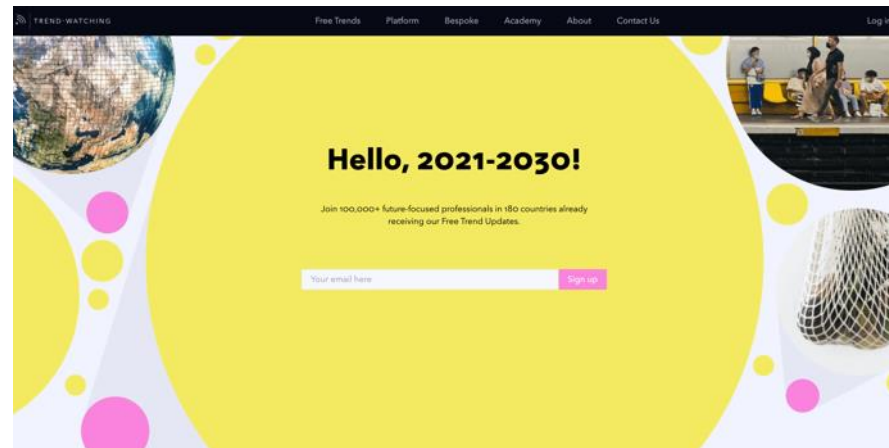 TREND-WATCHING
Free Trends Platform Bespoke Academy About Contact Us Log in
Hello, 2021-2030!
Join 100,000+ future-focused professionals in 180 countries already
receiving our Free Trend Updates.
Your email here Sign up